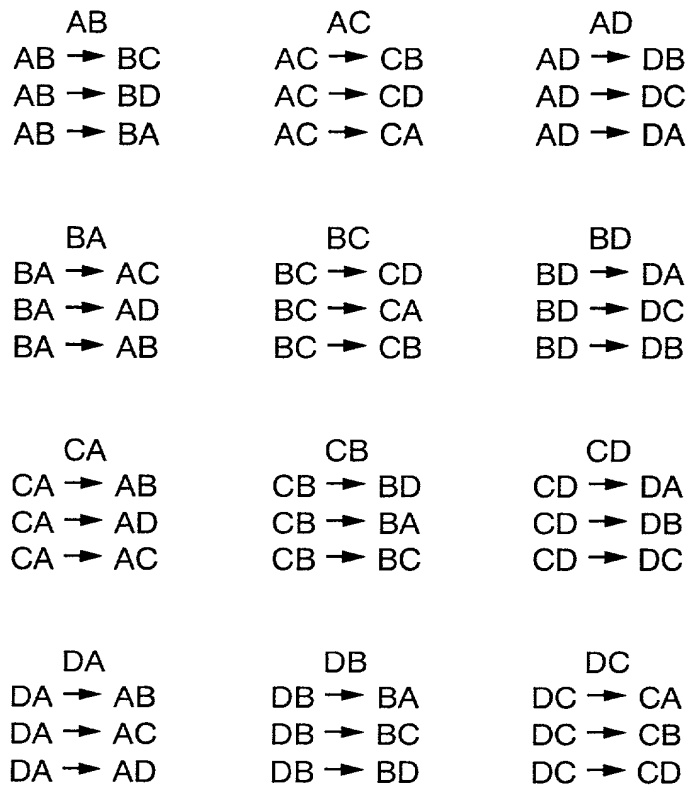 AB AC AD
AB → BC AC → CB AD → DB
AB → BD AC → CD AD → DC
AB → BA AC → CA AD → DA
BA BC BD
BA → AC BC → CD BD → DA
BA → AD BC → CA BD → DC
BA → AB BC → CB BD → DB
CA CB CD
CA → AB CB → BD CD → DA
CA → AD CB → BA CD → DB
CA → AC CB → BC CD → DC
DA DB DC
DA → AB DB → BA DC → CA
DA → AC DB → BC DC → CB
DA → AD DB → BD DC → CD